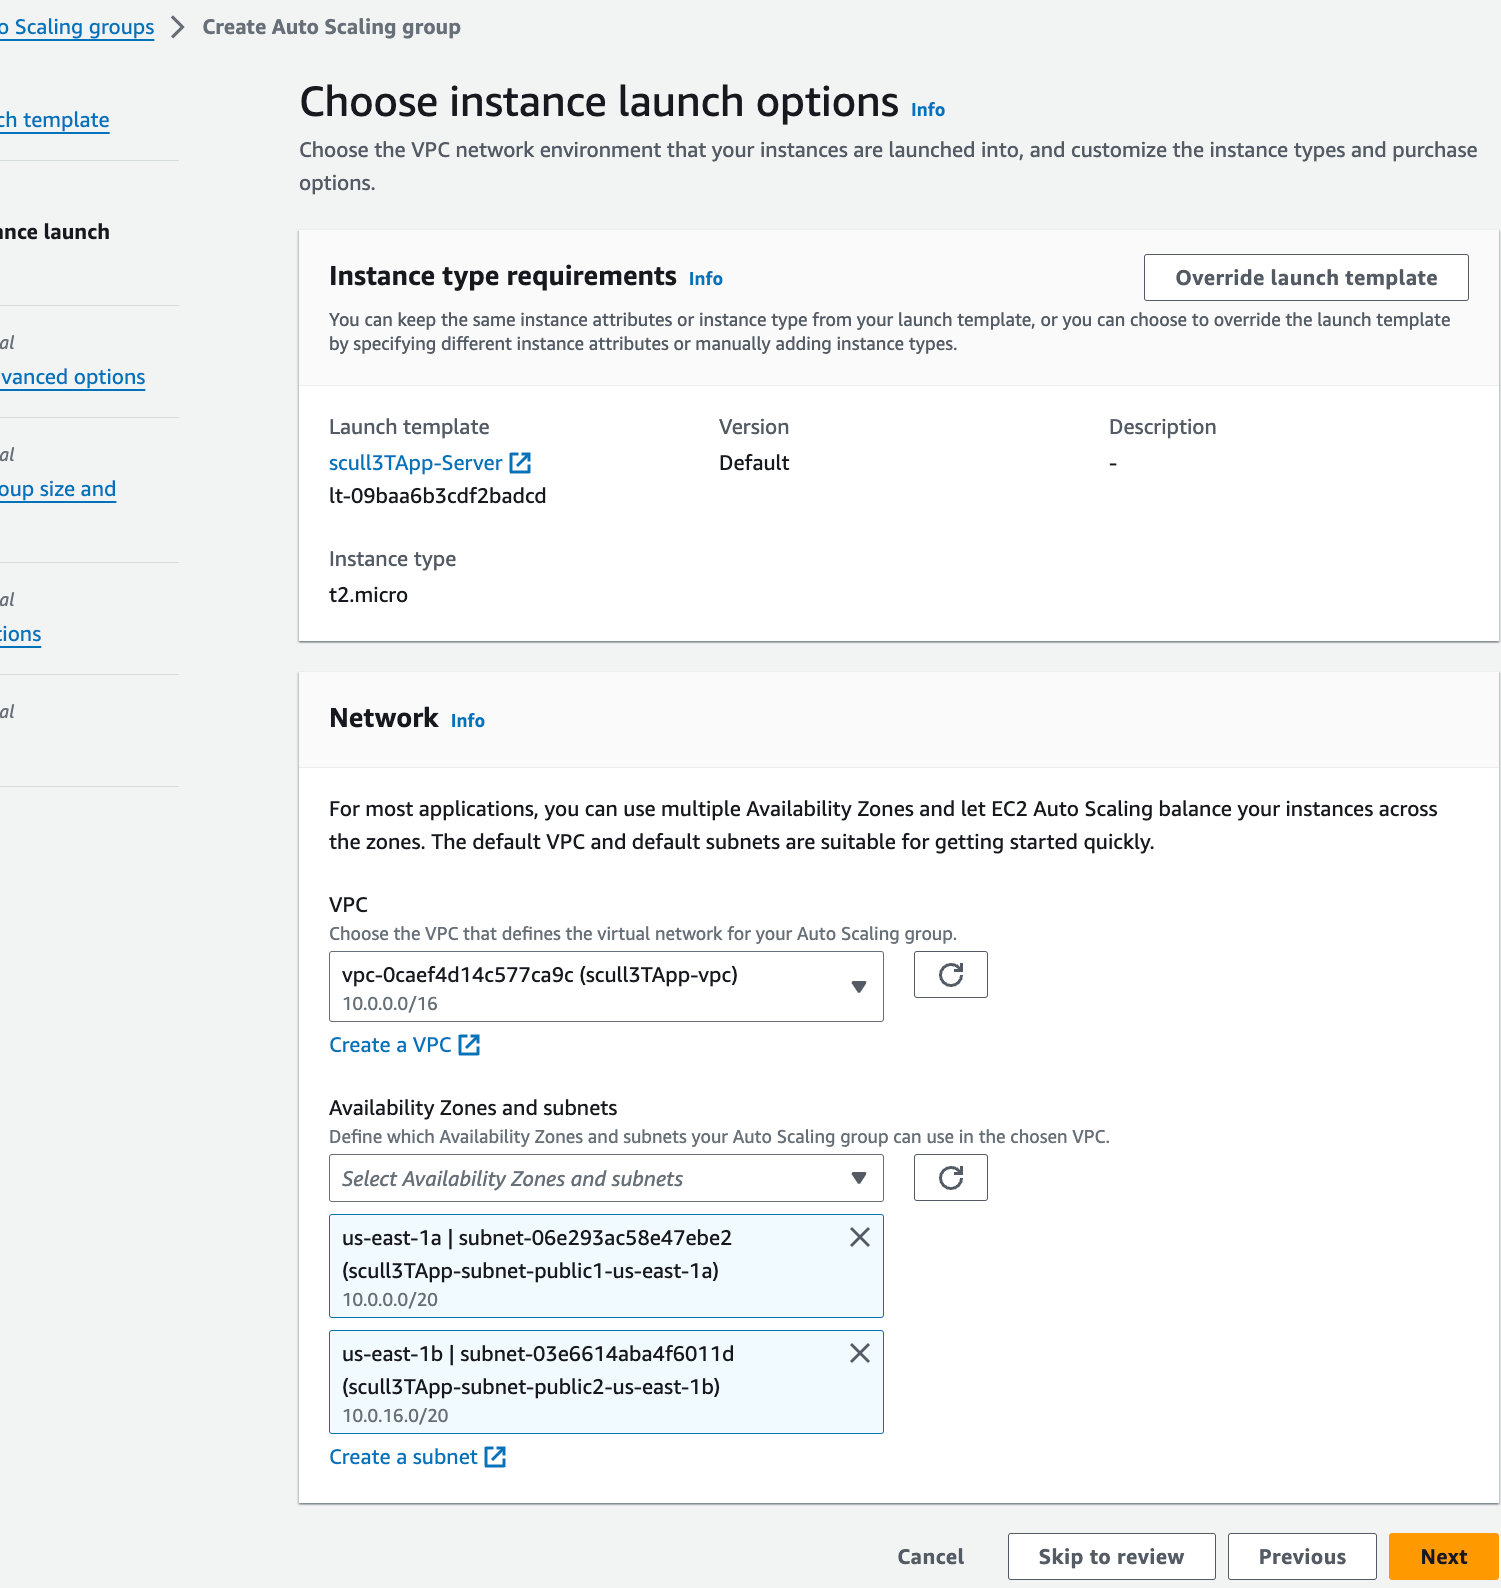 Scaling groups > Create Auto Scaling group
template
Choose instance launch options Info
Choose the VPC network environment that your instances are launched into, and customize the instance types and purchase
options.
launch
Instance type requirements Info
Override launch template
You can keep the same instance attributes or instance type from your launch template, or you can choose to override the launch template
by specifying different instance attributes or manually adding instance types.
options
size and
Launch template
scull3TApp-Server
lt-09baa6b3cdf2badcd
Version
Default
Description
-
Instance type
t2.micro
Network Info
For most applications, you can use multiple Availability Zones and let EC2 Auto Scaling balance your instances across
the zones. The default VPC and default subnets are suitable for getting started quickly.
VPC
Choose the VPC that defines the virtual network for your Auto Scaling group.
vpc-0caef4d14c577ca9c (scull3TApp-vpc)
10.0.0.0/16
Create a VPC
Availability Zones and subnets
Define which Availability Zones and subnets your Auto Scaling group can use in the chosen VPC.
Select Availability Zones and subnets
us-east-1a | subnet-06e293ac58e47ebe2
(scull3TApp-subnet-public1-us-east-1a)
10.0.0.0/20
us-east-1b | subnet-03e6614aba4f6011d
(scull3TApp-subnet-public2-us-east-1b)
10.0.16.0/20
Create a subnet
Cancel
Skip to review
Previous
Next